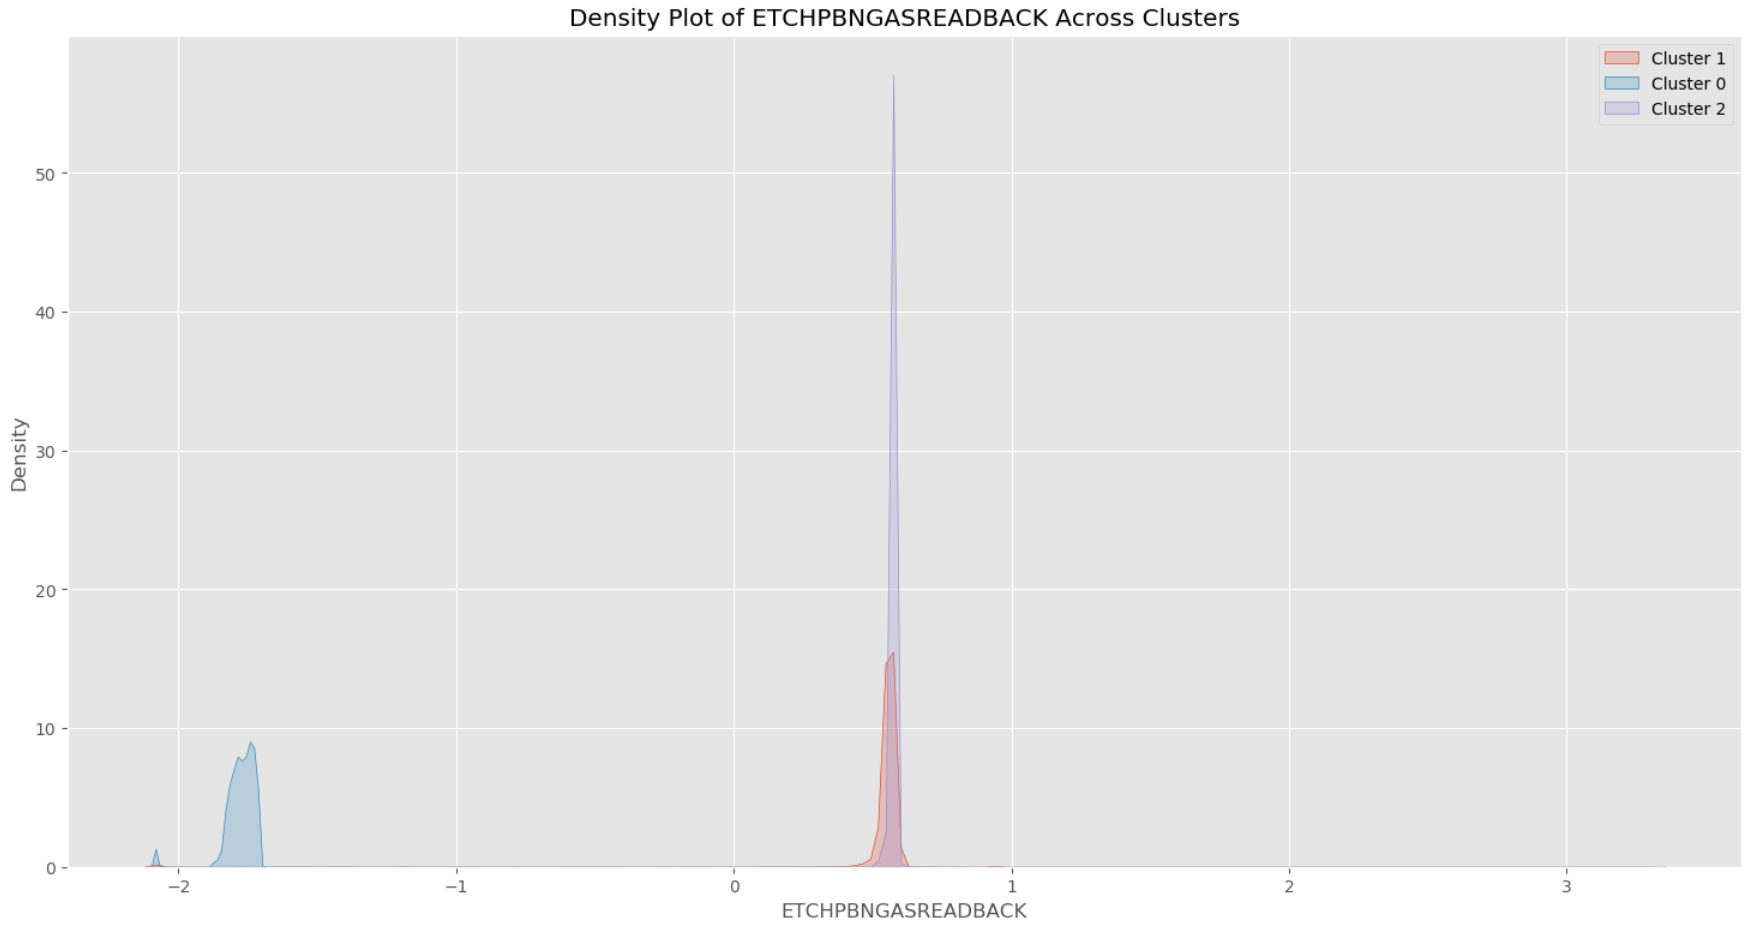 Density Plot of ETCHPBNGASREADBACK Across Clusters
Cluster 1
Cluster 0
Cluster 2
Density
50
40
30
20
10
0
−2
−1
0
1
2
3
ETCHPBNGASREADBACK